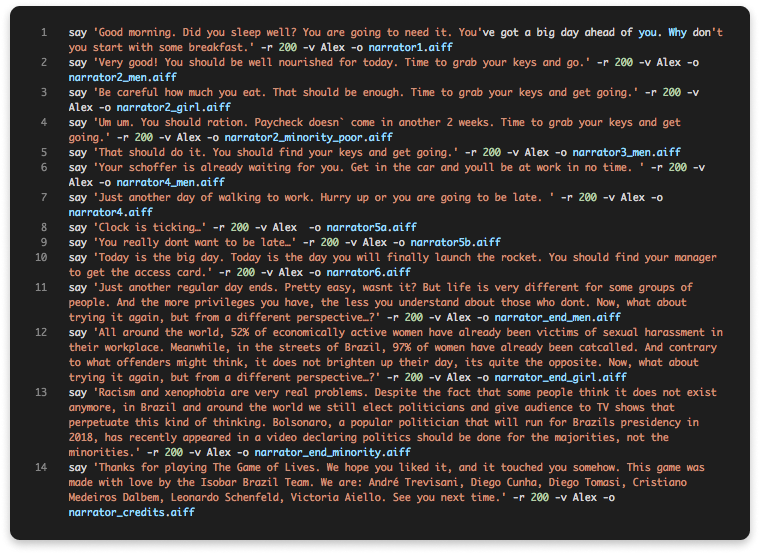 1 say 'Good morning. Did you sleep well? You are going to need it. You've got a big day ahead of you. Why don't
you start with some breakfast.' -r 200 -v Alex -o narrator1.aiff
2 say 'Very good! You should be well nourished for today. Time to grab your keys and go.' -r 200 -v Alex -o
narrator2_men.aiff
3 say 'Be careful how much you eat. That should be enough. Time to grab your keys and get going.' -r 200 -v
Alex -o narrator2_girl.aiff
4 say 'Um um. You should ration. Paycheck doesn` come in another 2 weeks. Time to grab your keys and get
going.' -r 200 -v Alex -o narrator2_minority_poor.aiff
5 say 'That should do it. You should find your keys and get going.' -r 200 -v Alex -o narrator3_men.aiff
6 say 'Your schoffer is already waiting for you. Get in the car and youll be at work in no time. ' -r 200 -v
Alex -o narrator4_men.aiff
7 say 'Just another day of walking to work. Hurry up or you are going to be late. ' -r 200 -v Alex -o
narrator4.aiff
8 say 'Clock is ticking…' -r 200 -v Alex  -o narrator5a.aiff
9 say 'You really dont want to be late…' -r 200 -v Alex -o narrator5b.aiff
10 say 'Today is the big day. Today is the day you will finally launch the rocket. You should find your manager
to get the access card.' -r 200 -v Alex -o narrator6.aiff
11 say 'Just another regular day ends. Pretty easy, wasnt it? But life is very different for some groups of
people. And the more privileges you have, the less you understand about those who dont. Now, what about
trying it again, but from a different perspective…?' -r 200 -v Alex -o narrator_end_men.aiff
12 say 'All around the world, 52% of economically active women have already been victims of sexual harassment in
their workplace. Meanwhile, in the streets of Brazil, 97% of women have already been catcalled. And contrary
to what offenders might think, it does not brighten up their day, its quite the opposite. Now, what about
trying it again, but from a different perspective…?' -r 200 -v Alex -o narrator_end_girl.aiff
13 say 'Racism and xenophobia are very real problems. Despite the fact that some people think it does not exist
anymore, in Brazil and around the world we still elect politicians and give audience to TV shows that
perpetuate this kind of thinking. Bolsonaro, a popular politician that will run for Brazils presidency in
2018, has recently appeared in a video declaring politics should be done for the majorities, not the
minorities.' -r 200 -v Alex -o narrator_end_minority.aiff
14 say 'Thanks for playing The Game of Lives. We hope you liked it, and it touched you somehow. This game was
made with love by the Isobar Brazil Team. We are: André Trevisani, Diego Cunha, Diego Tomasi, Cristiano
Medeiros Dalbem, Leonardo Schenfeld, Victoria Aiello. See you next time.' -r 200 -v Alex -o
narrator_credits.aiff